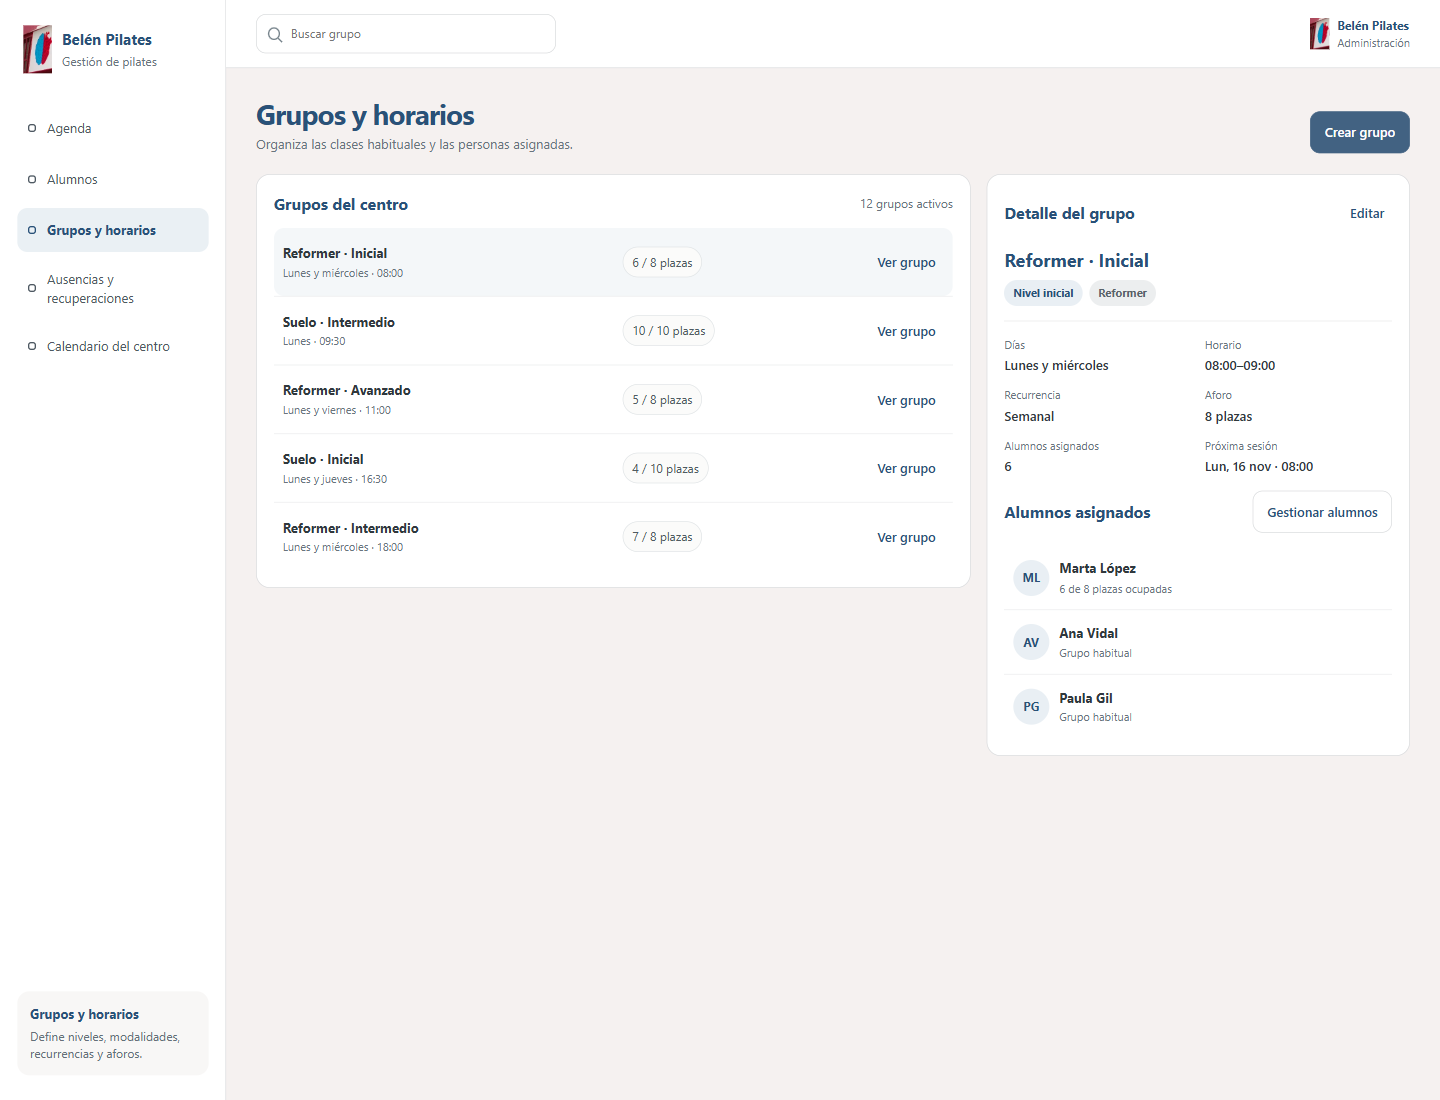 Belén Pilates
Gestión de pilates
Agenda
Alumnos
Grupos y horarios
Ausencias y
recuperaciones
Calendario del centro
Grupos y horarios
Define niveles, modalidades,
recurrencias y aforos.
Buscar grupo
Belén Pilates
Administración
Grupos y horarios
Organiza las clases habituales y las personas asignadas.
Crear grupo
Grupos del centro
12 grupos activos
Reformer · Inicial
Lunes y miércoles · 08:00
6 / 8 plazas
Ver grupo
Suelo · Intermedio
Lunes · 09:30
10 / 10 plazas
Ver grupo
Reformer · Avanzado
Lunes y viernes · 11:00
5 / 8 plazas
Ver grupo
Suelo · Inicial
Lunes y jueves · 16:30
4 / 10 plazas
Ver grupo
Reformer · Intermedio
Lunes y miércoles · 18:00
7 / 8 plazas
Ver grupo
Detalle del grupo
Editar
Reformer · Inicial
Nivel inicial
Reformer
Días
Lunes y miércoles
Horario
08:00–09:00
Recurrencia
Semanal
Aforo
8 plazas
Alumnos asignados
6
Próxima sesión
Lun, 16 nov · 08:00
Alumnos asignados
Gestionar alumnos
ML
Marta López
6 de 8 plazas ocupadas
AV
Ana Vidal
Grupo habitual
PG
Paula Gil
Grupo habitual